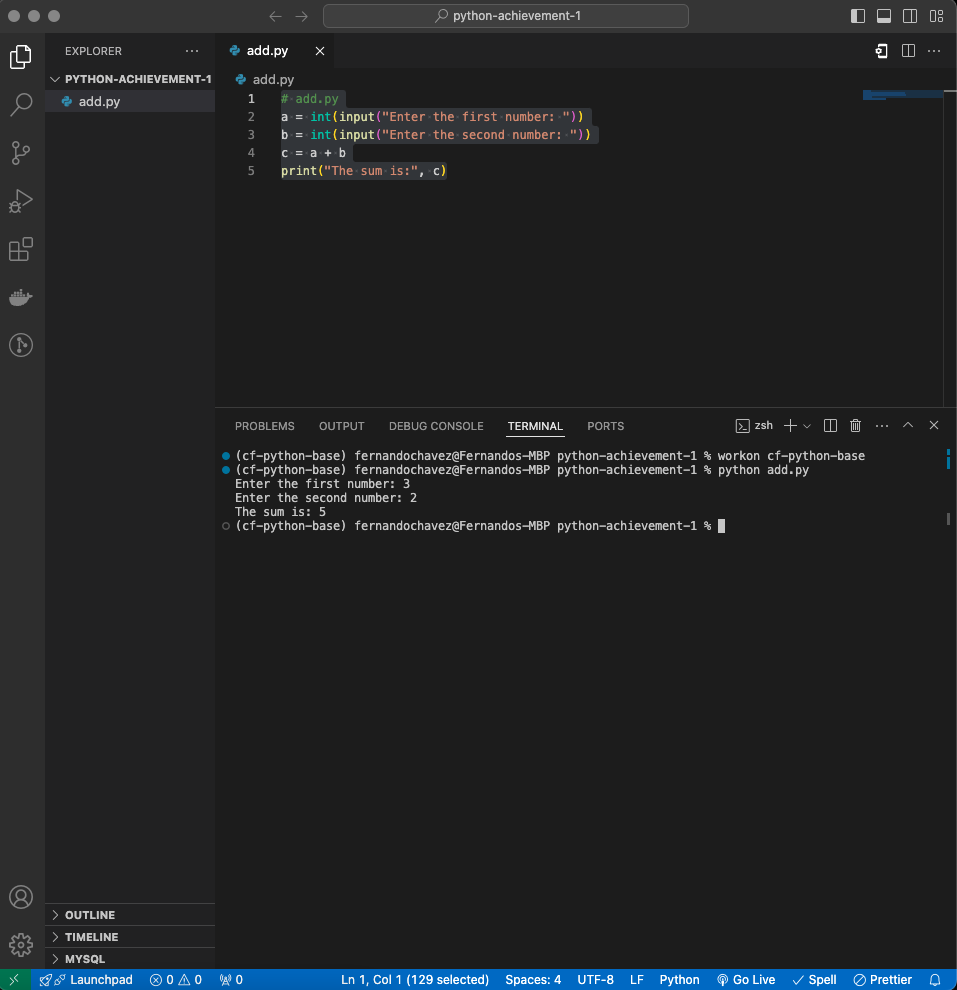 python-achievement-1
EXPLORER
PYTHON-ACHIEVEMENT-1
add.py
OUTLINE
TIMELINE
MYSQL
add.py
add.py
1 # add.py
2 a = int(input("Enter the first number: "))
3 b = int(input("Enter the second number: "))
4 c = a + b
5 print("The sum is:", c)
PROBLEMS OUTPUT DEBUG CONSOLE TERMINAL PORTS zsh
(cf-python-base) fernandochavez@Fernandos-MBP python-achievement-1 % workon cf-python-base
(cf-python-base) fernandochavez@Fernandos-MBP python-achievement-1 % python add.py
Enter the first number: 3
Enter the second number: 2
The sum is: 5
(cf-python-base) fernandochavez@Fernandos-MBP python-achievement-1 %
Launchpad 0 0 0 Ln 1, Col 1 (129 selected) Spaces: 4 UTF-8 LF Python Go Live Spell Prettier